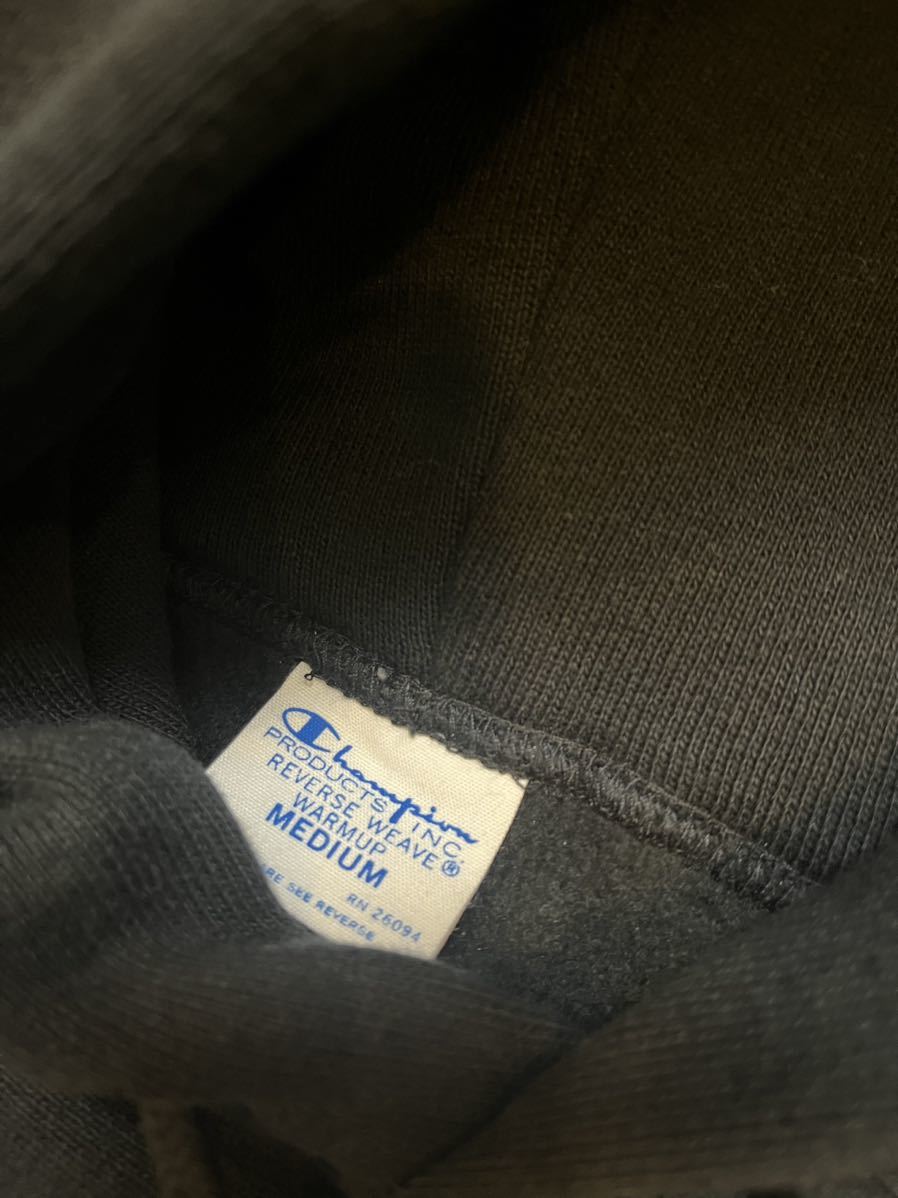 Champion
PRODUCTS INC.
REVERSE WEAVE®
WARMUP
MEDIUM
RN 26094
SEE REVERSE